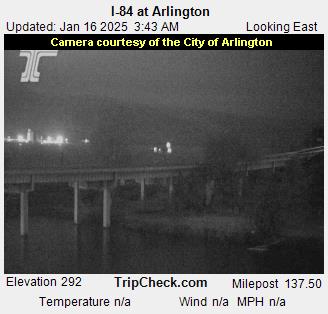 I-84 at Arlington
Updated: Jan 16 2025 3:43 AM Looking East
Camera courtesy of the City of Arlington
Elevation 292 TripCheck.com Milepost 137.50
Temperature n/a Wind n/a MPH n/a